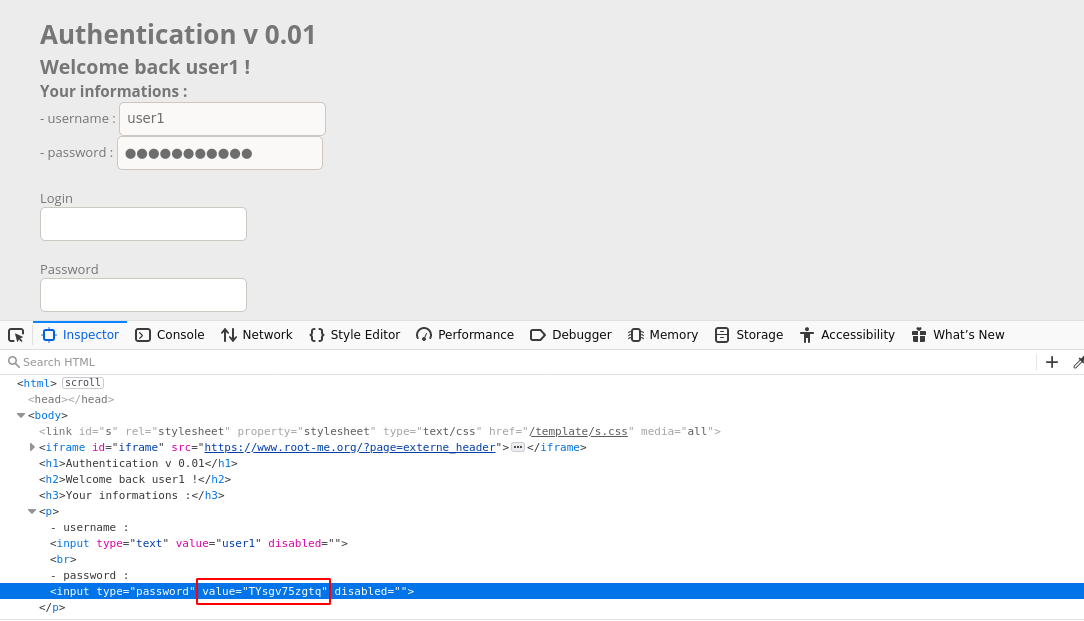 Authentication v 0.01
Welcome back user1 !
Your informations :
- username : user1
- password : ●●●●●●●●●●●
Login
Password
Inspector Console Network Style Editor Performance Debugger Memory Storage Accessibility What's New
Search HTML
<html> scroll
<head></head>
<body>
<link id="s" rel="stylesheet" property="stylesheet" type="text/css" href="/template/s.css" media="all">
<iframe id="iframe" src="https://www.root-me.org/?page=externe_header">···</iframe>
<h1>Authentication v 0.01</h1>
<h2>Welcome back user1 !</h2>
<h3>Your informations :</h3>
<p>
- username :
<input type="text" value="user1" disabled="">
<br>
- password :
<input type="password" value="TYsgv75zgtq" disabled="">
</p>